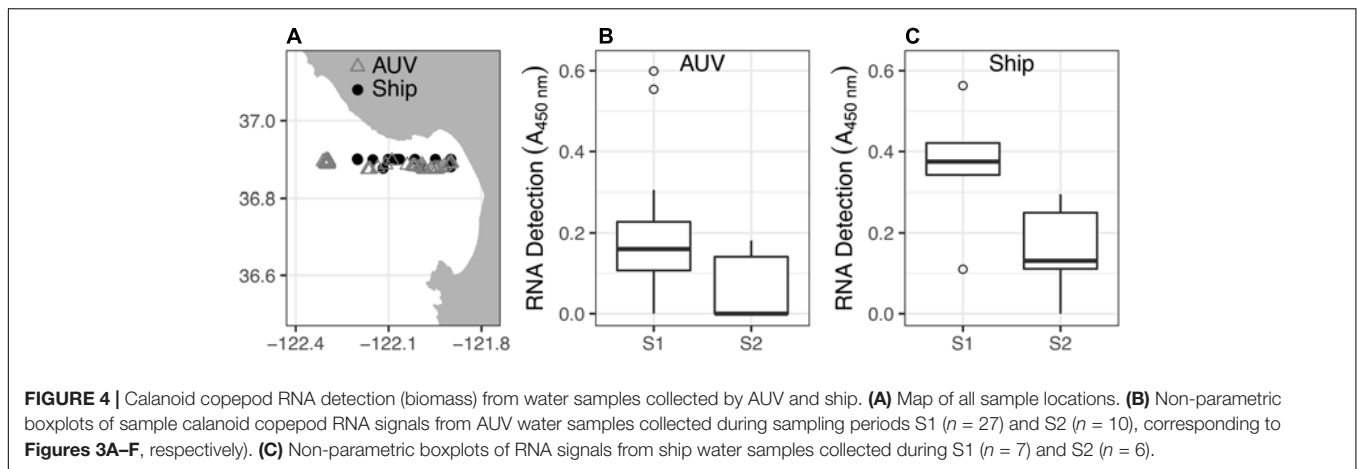 A
△ AUV
● Ship
37.0
36.8
36.6
−122.4 −122.1 −121.8
B
AUV
RNA Detection (A450 nm)
0.6
0.4
0.2
0.0
S1 S2
C
Ship
RNA Detection (A450 nm)
0.6
0.4
0.2
0.0
S1 S2
FIGURE 4 | Calanoid copepod RNA detection (biomass) from water samples collected by AUV and ship. (A) Map of all sample locations. (B) Non-parametric
boxplots of sample calanoid copepod RNA signals from AUV water samples collected during sampling periods S1 (n = 27) and S2 (n = 10), corresponding to
Figures 3A–F, respectively). (C) Non-parametric boxplots of RNA signals from ship water samples collected during S1 (n = 7) and S2 (n = 6).